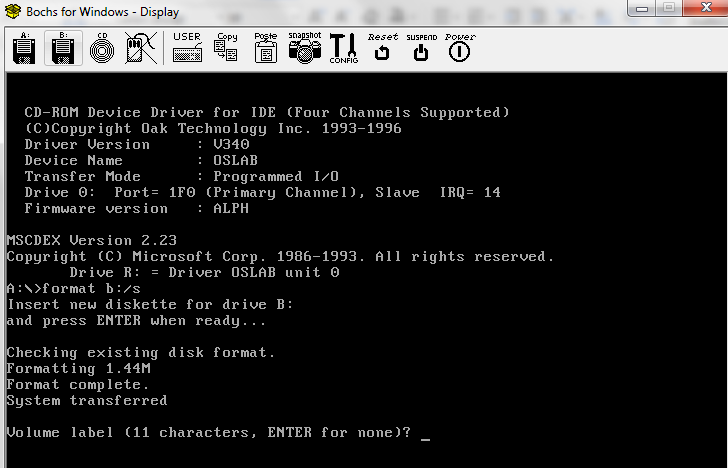 Bochs for Windows - Display
A: B: CD USER Copy Poste Snapshot CONFIG Reset SUSPEND Power
CD-ROM Device Driver for IDE (Four Channels Supported)
(C)Copyright Oak Technology Inc. 1993-1996
Driver Version : V340
Device Name : OSLAB
Transfer Mode : Programmed I/O
Drive 0: Port= 1F0 (Primary Channel), Slave IRQ= 14
Firmware version : ALPH
MSCDEX Version 2.23
Copyright (C) Microsoft Corp. 1986-1993. All rights reserved.
Drive R: = Driver OSLAB unit 0
A:\>format b:/s
Insert new diskette for drive B:
and press ENTER when ready...
Checking existing disk format.
Formatting 1.44M
Format complete.
System transferred
Volume label (11 characters, ENTER for none)? _